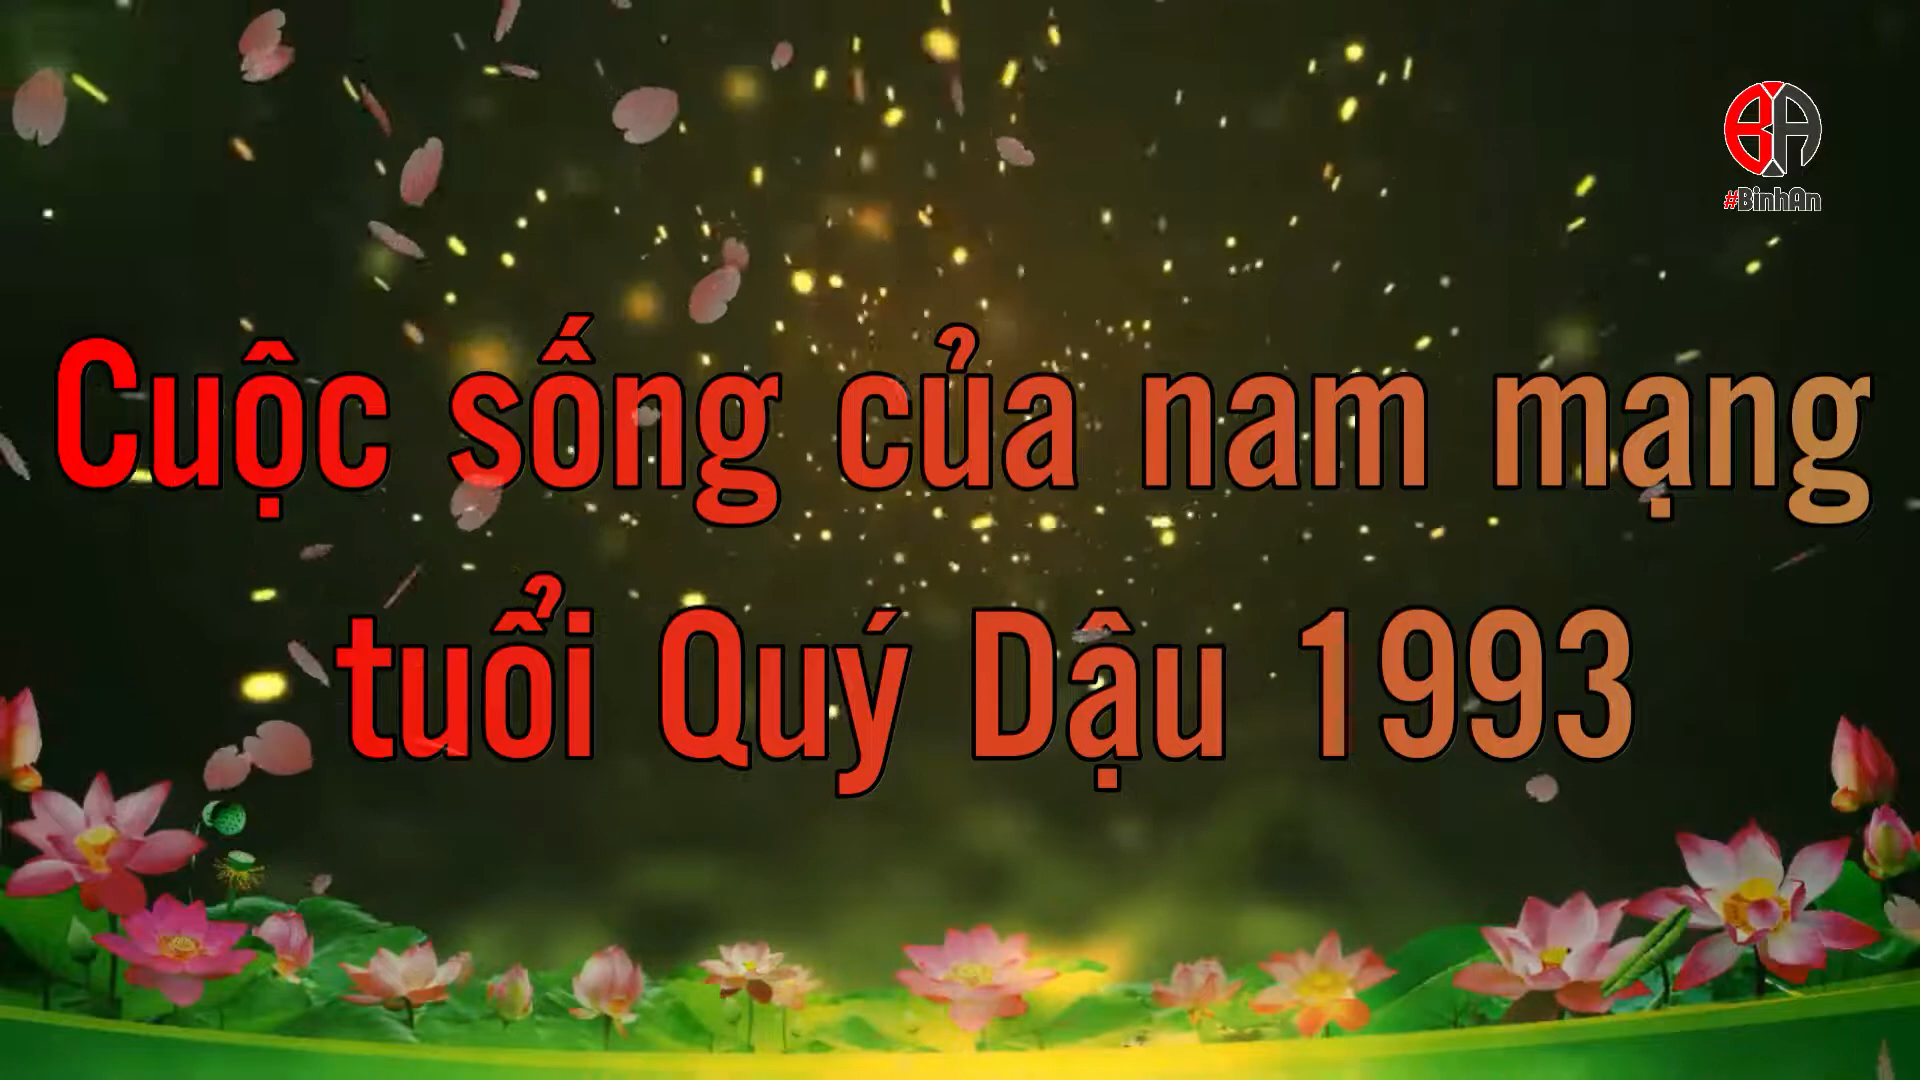 #BinhAn
Cuộc sống của nam mạng
tuổi Quý Dậu 1993